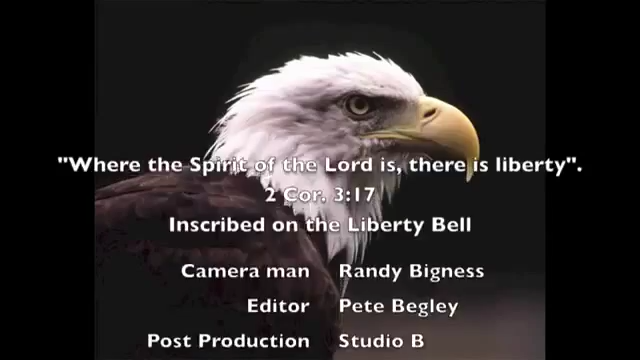 "Where the Spirit of the Lord is, there is liberty".
2 Cor. 3:17
Inscribed on the Liberty Bell
Camera man Randy Bigness
Editor Pete Begley
Post Production Studio B